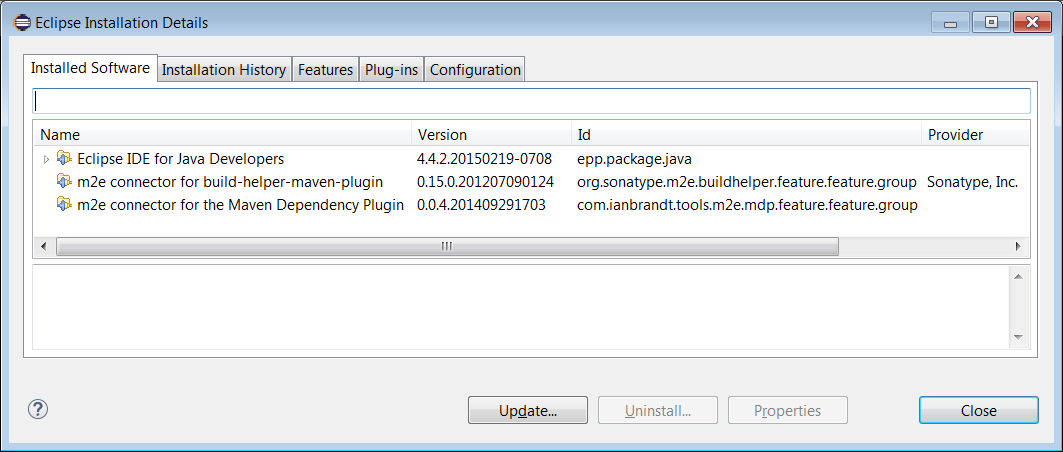 Eclipse Installation Details
Installed Software Installation History Features Plug-ins Configuration
Name Version Id Provider
Eclipse IDE for Java Developers 4.4.2.20150219-0708 epp.package.java
m2e connector for build-helper-maven-plugin 0.15.0.201207090124 org.sonatype.m2e.buildhelper.feature.feature.group Sonatype, Inc.
m2e connector for the Maven Dependency Plugin 0.0.4.201409291703 com.ianbrandt.tools.m2e.mdp.feature.feature.group
? Update... Uninstall... Properties Close